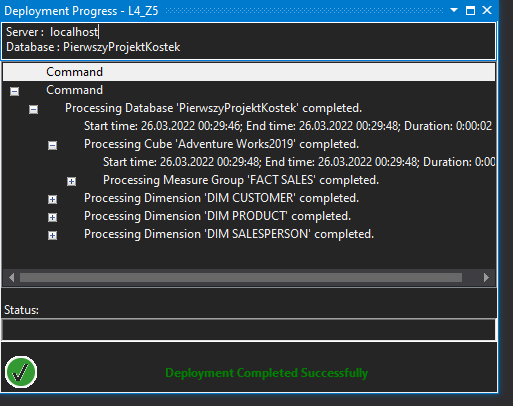 Deployment Progress - L4_Z5
Server : localhost
Database : PierwszyProjektKostek
Command
Command
Processing Database 'PierwszyProjektKostek' completed.
Start time: 26.03.2022 00:29:46; End time: 26.03.2022 00:29:48; Duration: 0:00:02
Processing Cube 'Adventure Works2019' completed.
Start time: 26.03.2022 00:29:48; End time: 26.03.2022 00:29:48; Duration: 0:00
Processing Measure Group 'FACT SALES' completed.
Processing Dimension 'DIM CUSTOMER' completed.
Processing Dimension 'DIM PRODUCT' completed.
Processing Dimension 'DIM SALESPERSON' completed.
Status:
Deployment Completed Successfully